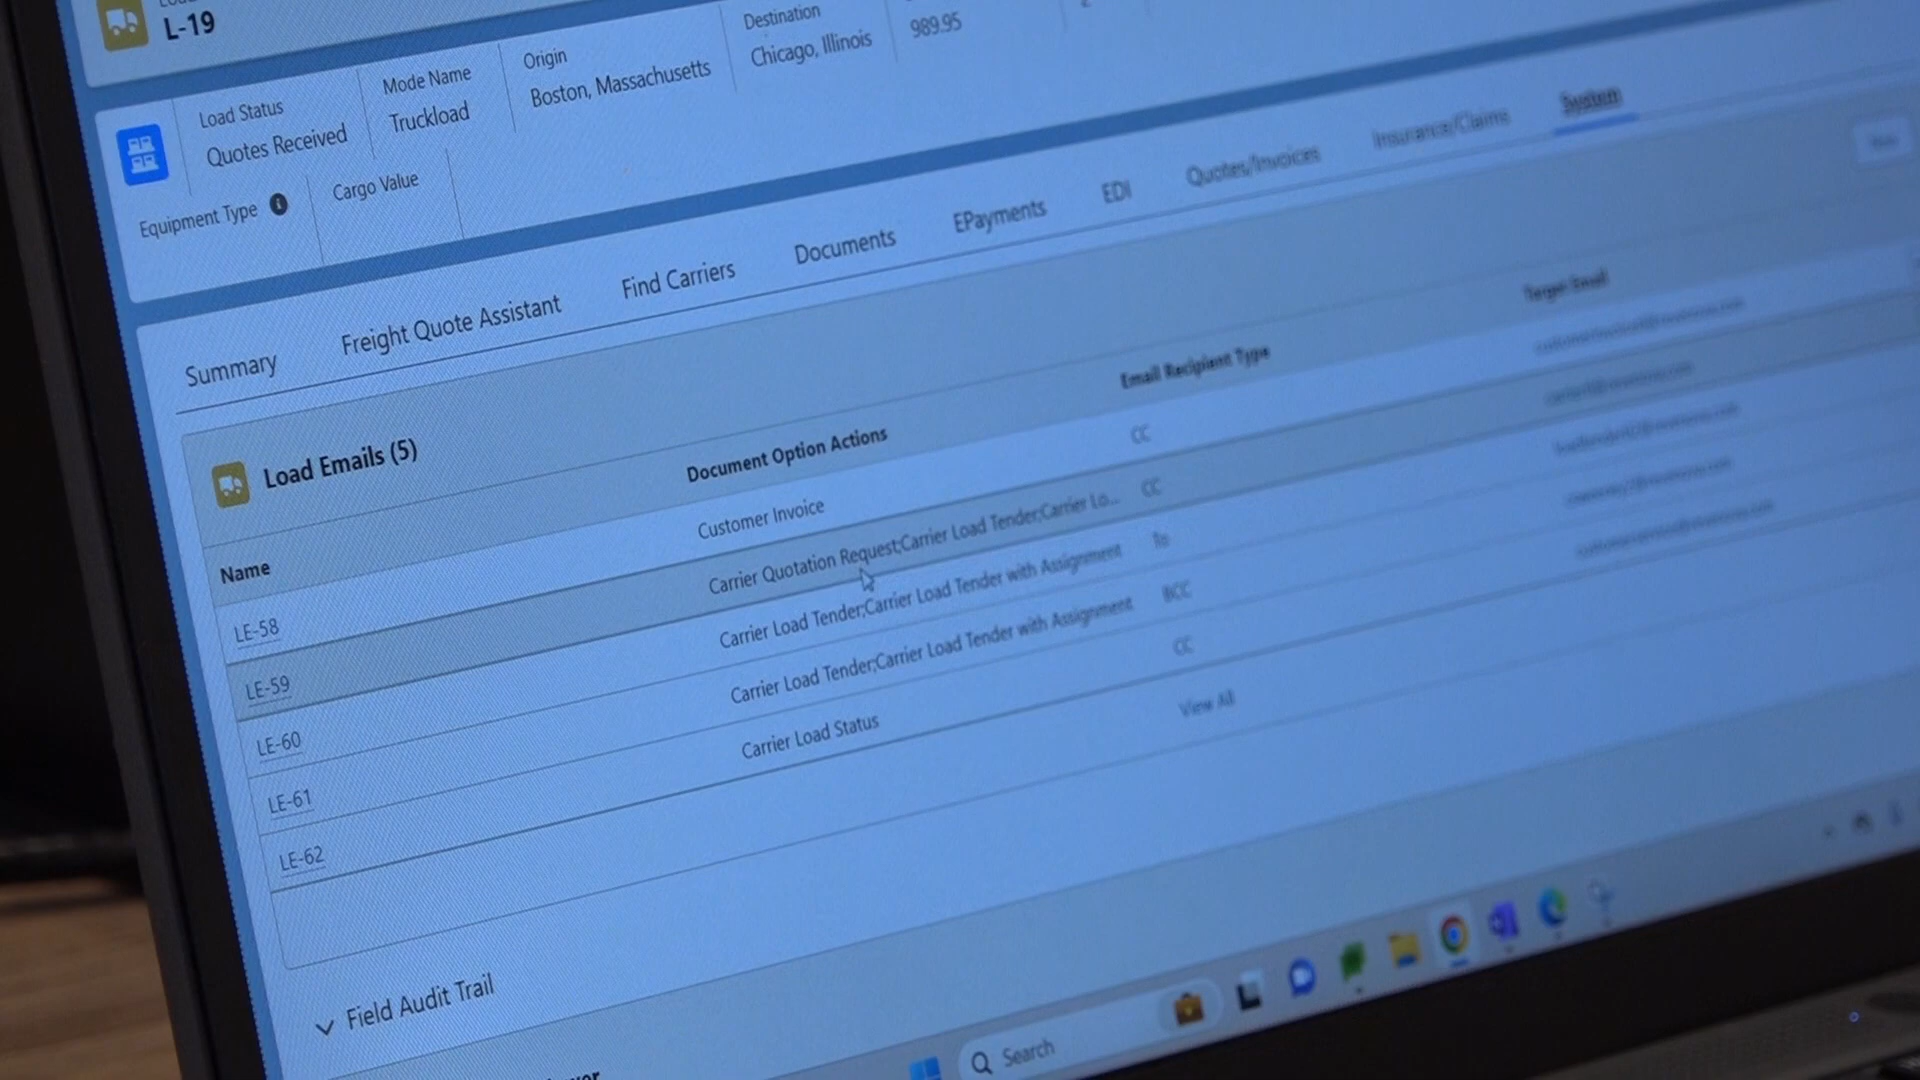 L-19
Load Status
Quotes Received
Mode Name
Truckload
Origin
Boston, Massachusetts
Destination
Chicago, Illinois
989.95
Equipment Type
Cargo Value
Summary Freight Quote Assistant Find Carriers Documents EPayments EDI Quotes/Invoices Insurance/Claims System
Load Emails (5)
Name Document Option Actions Email Recipient Type Target Email
LE-58 Customer Invoice CC
LE-59 Carrier Quotation Request;Carrier Load Tender;Carrier Lo... CC
LE-60 Carrier Load Tender;Carrier Load Tender with Assignment To
LE-61 Carrier Load Tender;Carrier Load Tender with Assignment BCC
LE-62 Carrier Load Status CC
View All
Field Audit Trail
Search